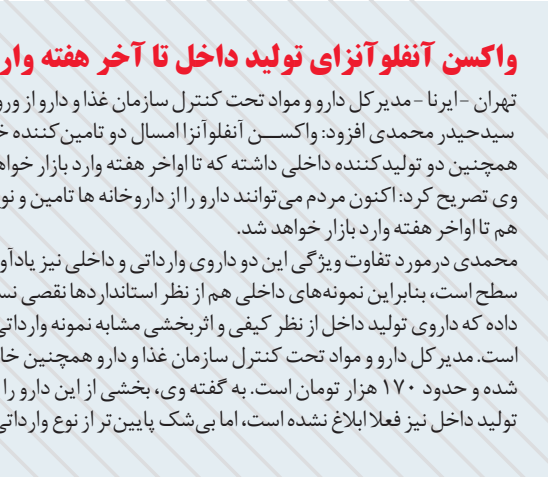 واکسن آنفلوآنزای تولید داخل تا آخر هفته وار
تهران - ایرنا - مدیرکل دارو و مواد تحت کنترل سازمان غذا و دارو از ورو
سیدحیدر محمدی افزود: واکســن آنفلوآنزا امسال دو تامین‌کننده خ
همچنین دو تولیدکننده داخلی داشته که تا اواخر هفته وارد بازار خواه
وی تصریح کرد: اکنون مردم می‌توانند دارو را از داروخانه ها تامین و نو
هم تا اواخر هفته وارد بازار خواهد شد.
محمدی درمورد تفاوت ویژگی این دو داروی وارداتی و داخلی نیز یادآو
سطح است، بنابراین نمونه‌های داخلی هم از نظر استانداردها نقصی نس
داده که داروی تولید داخل از نظر کیفی و اثربخشی مشابه نمونه وارداتی
است. مدیرکل دارو و مواد تحت کنترل سازمان غذا و دارو همچنین خا
شده و حدود ۱۷۰ هزار تومان است. به گفته وی، بخشی از این دارو را
تولید داخل نیز فعلا ابلاغ نشده است، اما بی‌شک پایین‌تر از نوع وارداتی